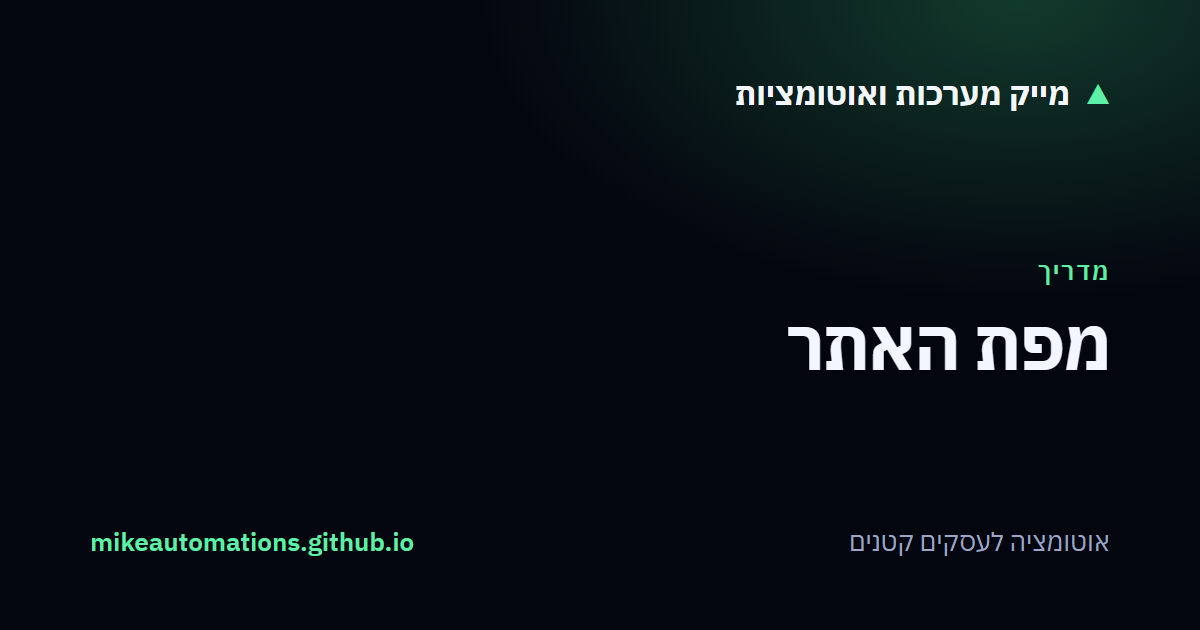 מייק מערכות ואוטומציות
מדריך
מפת האתר
אוטומציה לעסקים קטנים
mikeautomations.github.io